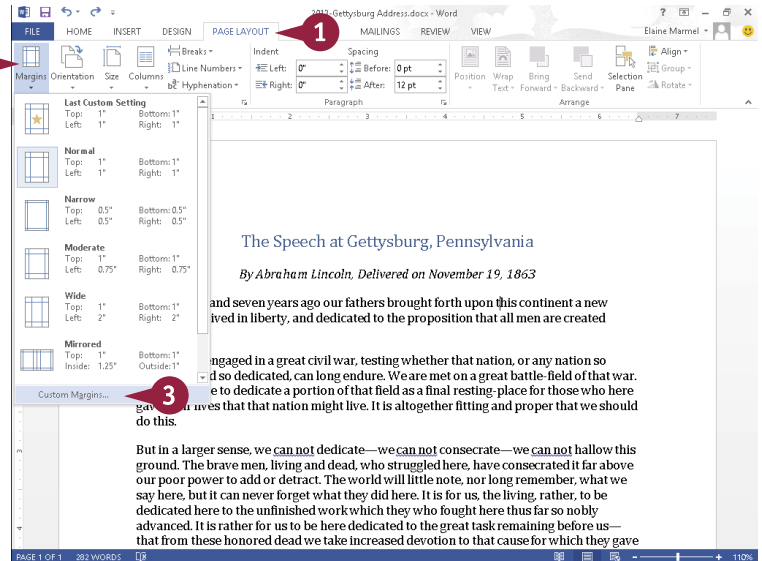 2013-Gettysburg Address.docx - Word
FILE HOME INSERT DESIGN PAGE LAYOUT MAILINGS REVIEW VIEW Elaine Marmel
1
Margins Orientation Size Columns
Breaks
Line Numbers
Hyphenation
Indent
Left: 0"
Right: 0"
Spacing
Before: 0 pt
After: 12 pt
Paragraph
Position Wrap Text Bring Forward Send Backward Selection Pane
Align
Group
Rotate
Arrange
1 2 3 4 5 6 7
Last Custom Setting
Top: 1" Bottom: 1"
Left: 1" Right: 1"
Normal
Top: 1" Bottom: 1"
Left: 1" Right: 1"
Narrow
Top: 0.5" Bottom: 0.5"
Left: 0.5" Right: 0.5"
Moderate
Top: 1" Bottom: 1"
Left: 0.75" Right: 0.75"
Wide
Top: 1" Bottom: 1"
Left: 2" Right: 2"
Mirrored
Top: 1" Bottom: 1"
Inside: 1.25" Outside: 1"
Custom Margins...
3
The Speech at Gettysburg, Pennsylvania
By Abraham Lincoln, Delivered on November 19, 1863
and seven years ago our fathers brought forth upon this continent a new
ived in liberty, and dedicated to the proposition that all men are created
engaged in a great civil war, testing whether that nation, or any nation so
d so dedicated, can long endure. We are met on a great battle-field of that war.
e to dedicate a portion of that field as a final resting-place for those who here
lives that that nation might live. It is altogether fitting and proper that we should
do this.
But in a larger sense, we can not dedicate—we can not consecrate—we can not hallow this
ground. The brave men, living and dead, who struggled here, have consecrated it far above
our poor power to add or detract. The world will little note, nor long remember, what we
say here, but it can never forget what they did here. It is for us, the living, rather, to be
dedicated here to the unfinished work which they who fought here thus far so nobly
advanced. It is rather for us to be here dedicated to the great task remaining before us—
that from these honored dead we take increased devotion to that cause for which they gave
3
4
PAGE 1 OF 1 282 WORDS 110%